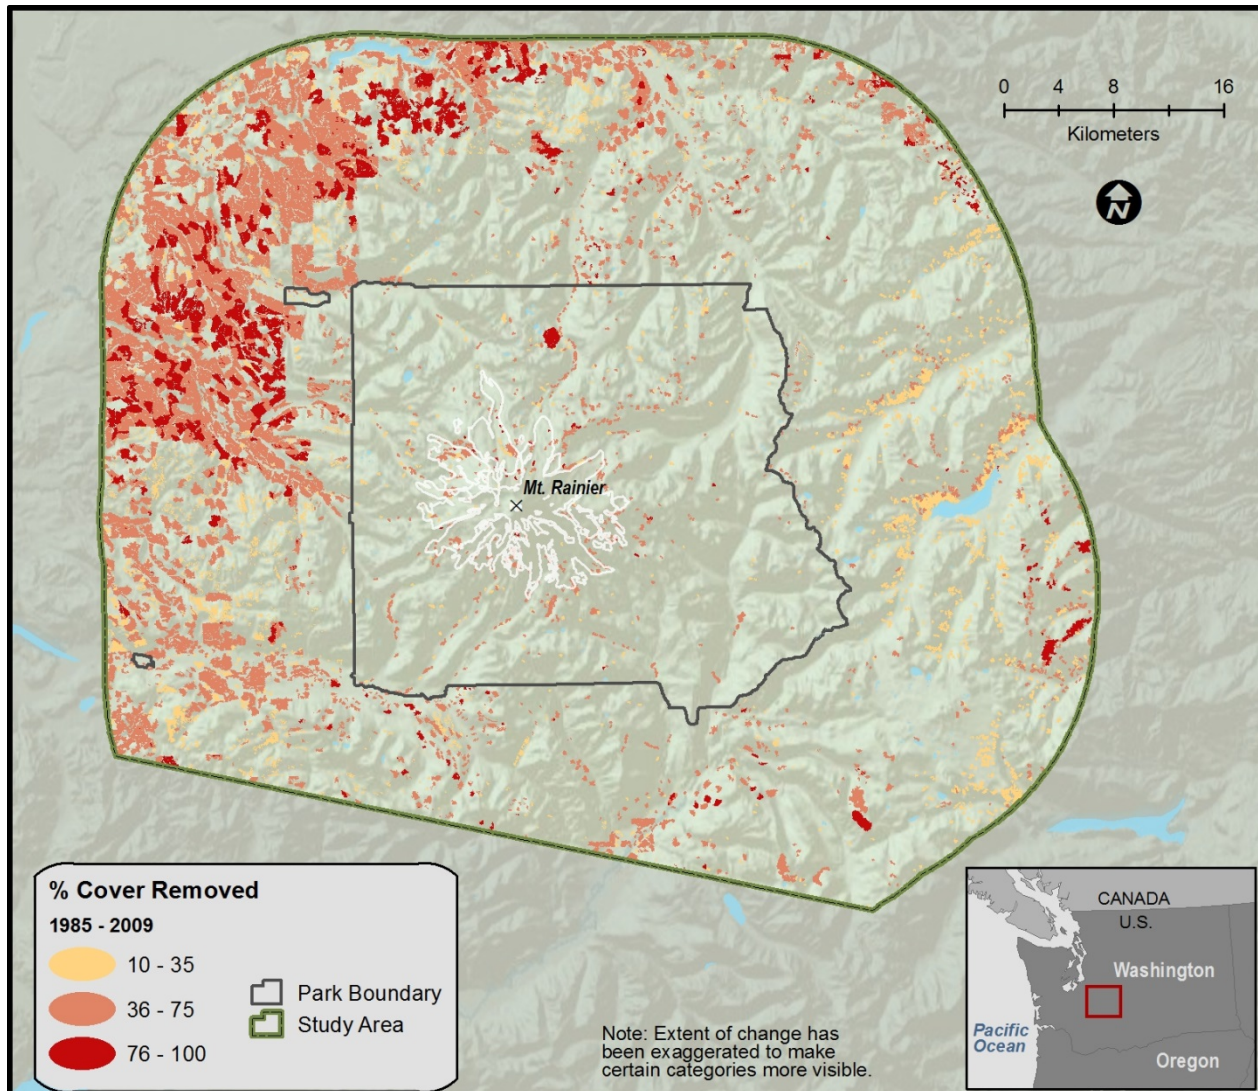 0 4 8 16
Kilometers
N
Mt. Rainier
% Cover Removed
1985 - 2009
10 - 35
36 - 75
76 - 100
Park Boundary
Study Area
Note: Extent of change has
been exaggerated to make
certain categories more visible.
CANADA
U.S.
Washington
Pacific
Ocean
Oregon